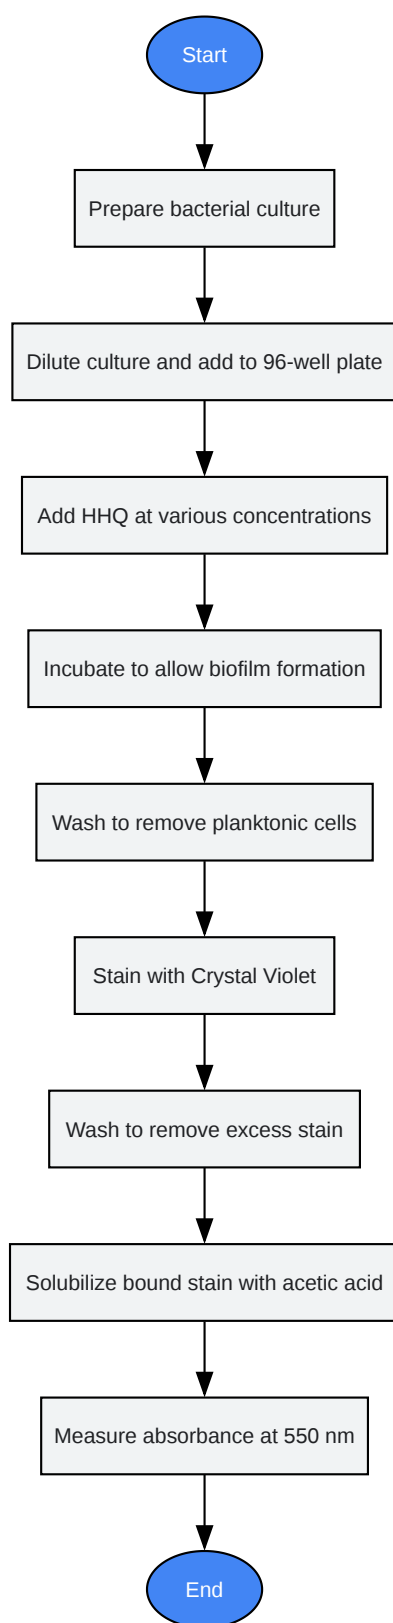 Start
Prepare bacterial culture
Dilute culture and add to 96-well plate
Add HHQ at various concentrations
Incubate to allow biofilm formation
Wash to remove planktonic cells
Stain with Crystal Violet
Wash to remove excess stain
Solubilize bound stain with acetic acid
Measure absorbance at 550 nm
End